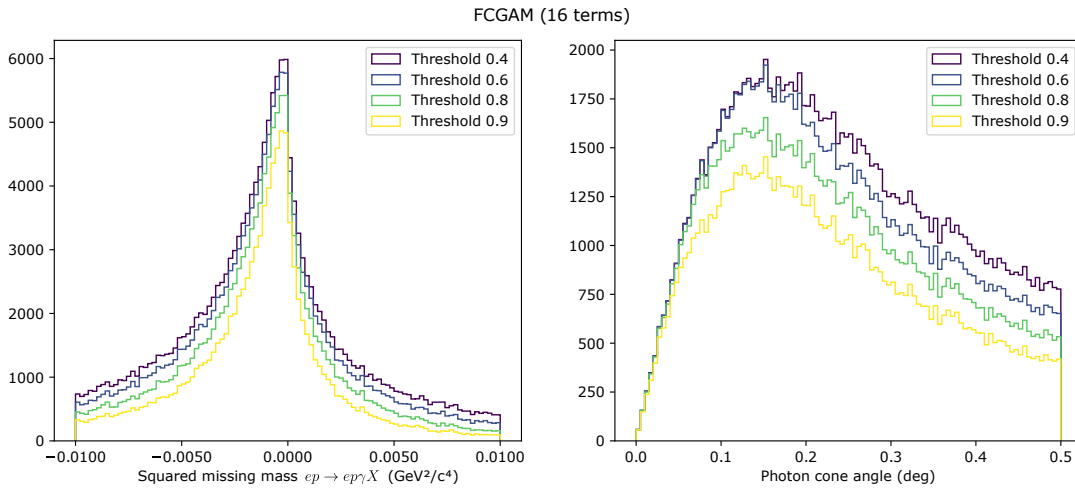 FCGAM (16 terms)
6000
5000
4000
3000
2000
1000
0
−0.0100
−0.0050
0.0000
0.0050
0.0100
Squared missing mass ep → epγX (GeV²/c⁴)
Threshold 0.4
Threshold 0.6
Threshold 0.8
Threshold 0.9
2000
1750
1500
1250
1000
750
500
250
0
0.0
0.1
0.2
0.3
0.4
0.5
Photon cone angle (deg)
Threshold 0.4
Threshold 0.6
Threshold 0.8
Threshold 0.9